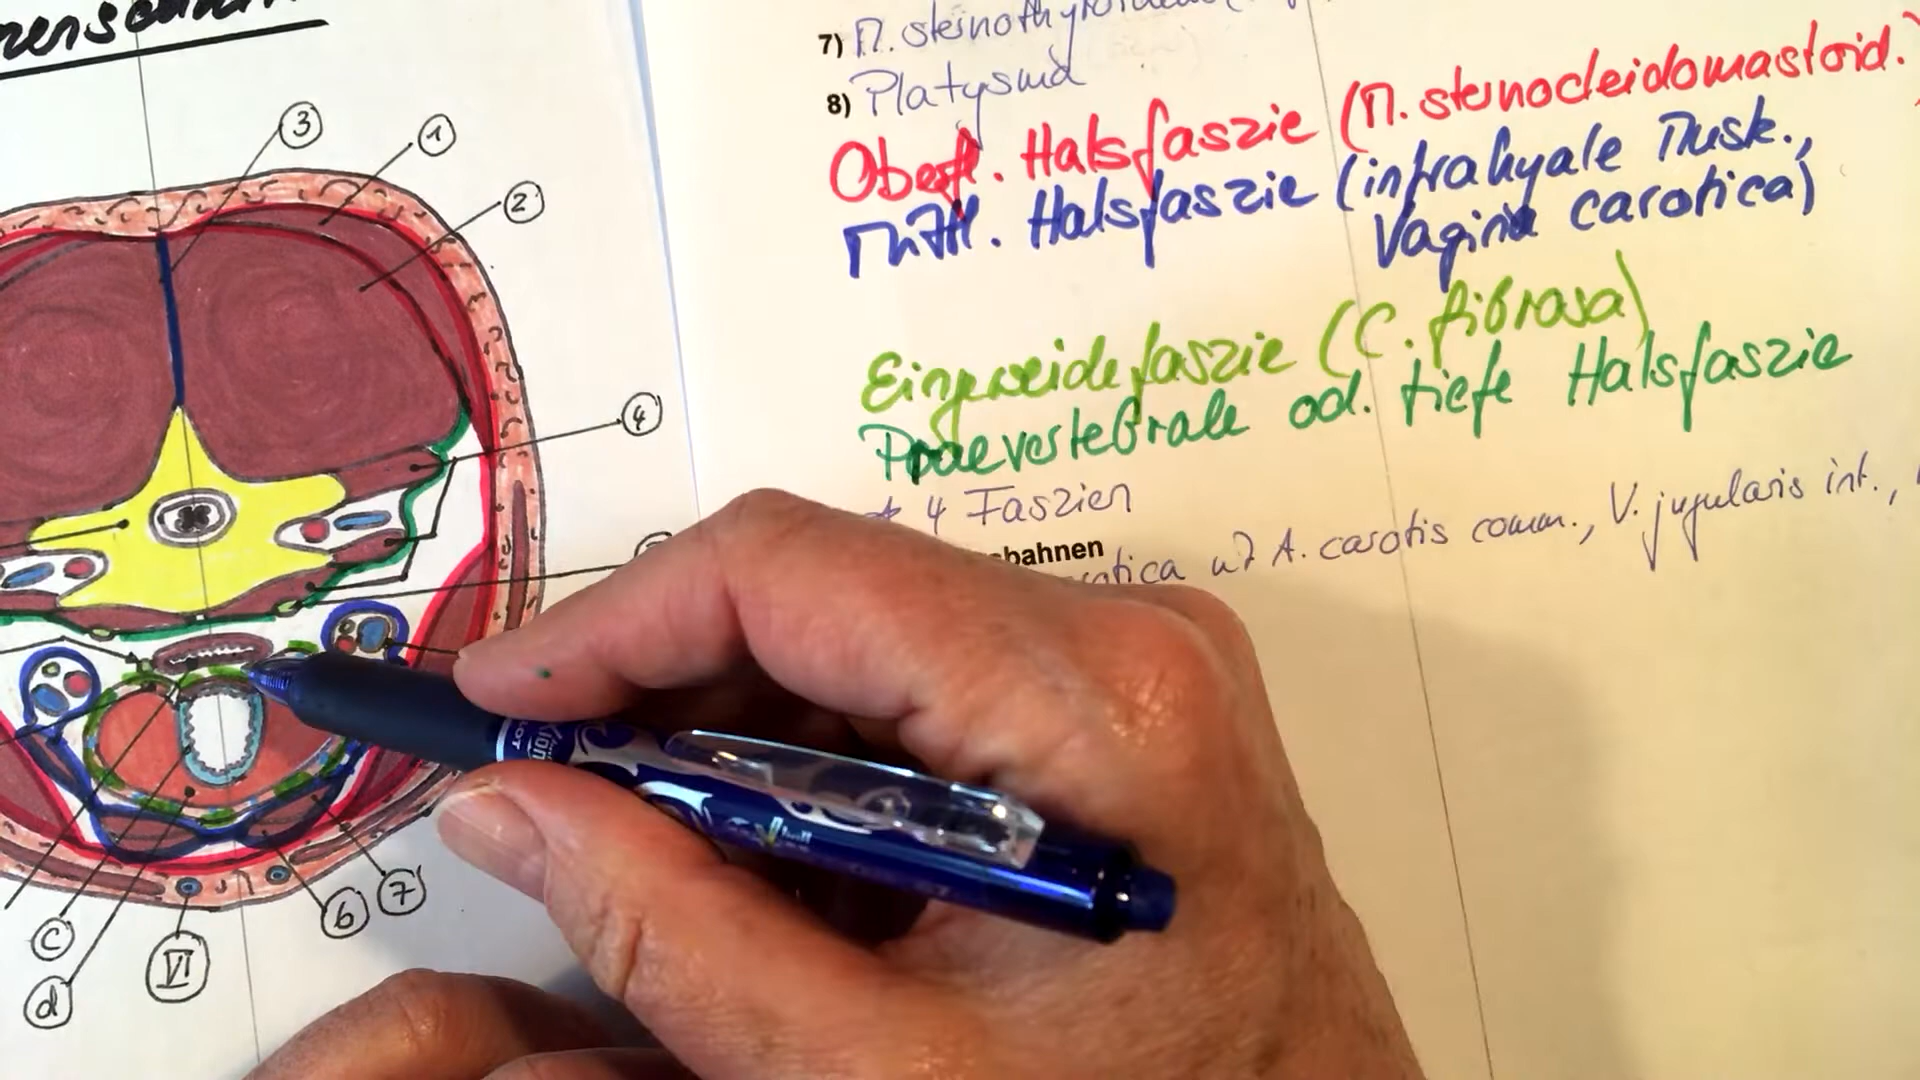 3
1
2
4
6
7
c
d
VI
7) M. sternothyroideus
8) Platysma
Oberfl. Halsfaszie (M. sternocleidomastoid.)
Mittl. Halsfaszie (infrahyale Musk.,
Vagina carotica)
Eingeweidefaszie (C. fibrosa)
Praevertebrale od. tiefe Halsfaszie
4 Faszien
bahnen
A. carotis comm., V. jugularis int.,